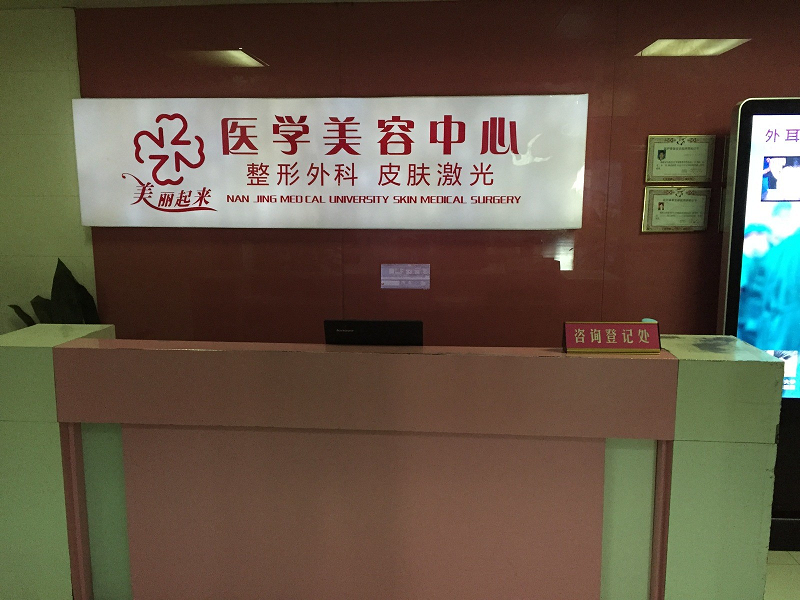 医学美容中心
整形外科 皮肤激光
美丽起来
NAN JING MEDICAL UNIVERSITY SKIN MEDICAL SURGERY
外耳
咨询登记处